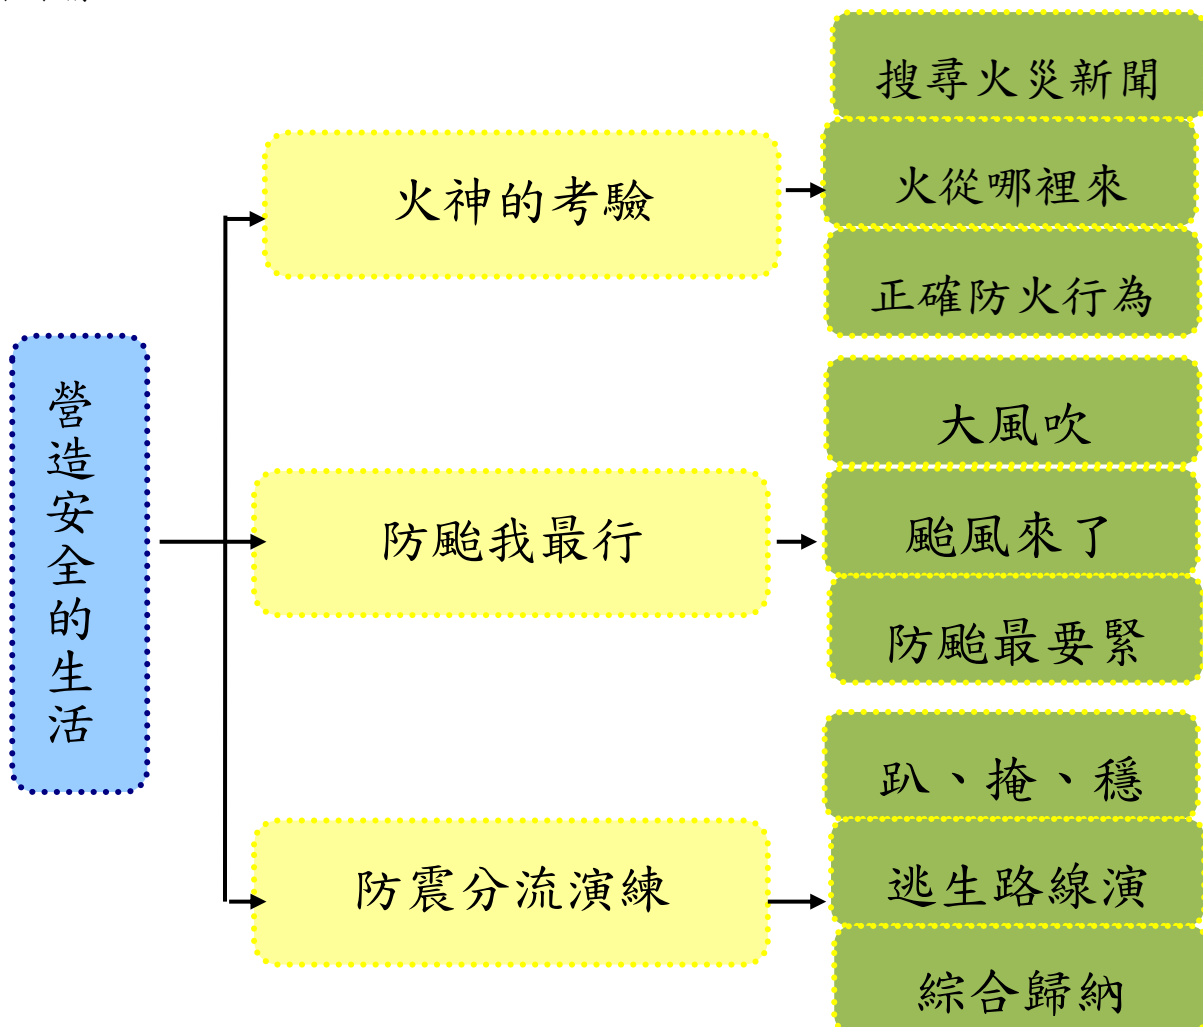 營造安全的生活
火神的考驗
搜尋火災新聞
火從哪裡來
正確防火行為
防颱我最行
大風吹
颱風來了
防颱最要緊
防震分流演練
趴、掩、穩
逃生路線演
綜合歸納